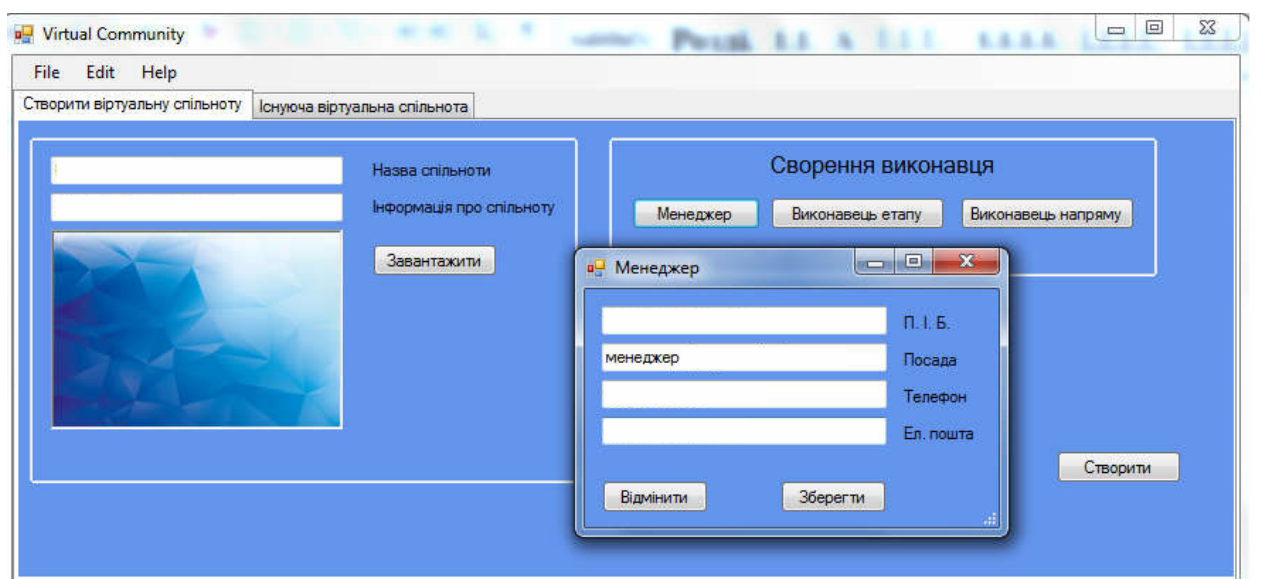 Virtual Community
File Edit Help
Створити віртуальну спільноту Існуюча віртуальна спільнота
Назва спільноти
Інформація про спільноту
Завантажити
Сворення виконавця
Менеджер Виконавець етапу Виконавець напряму
Менеджер
П. І. Б.
менеджер Посада
Телефон
Ел. пошта
Відмінити Зберегти
Створити